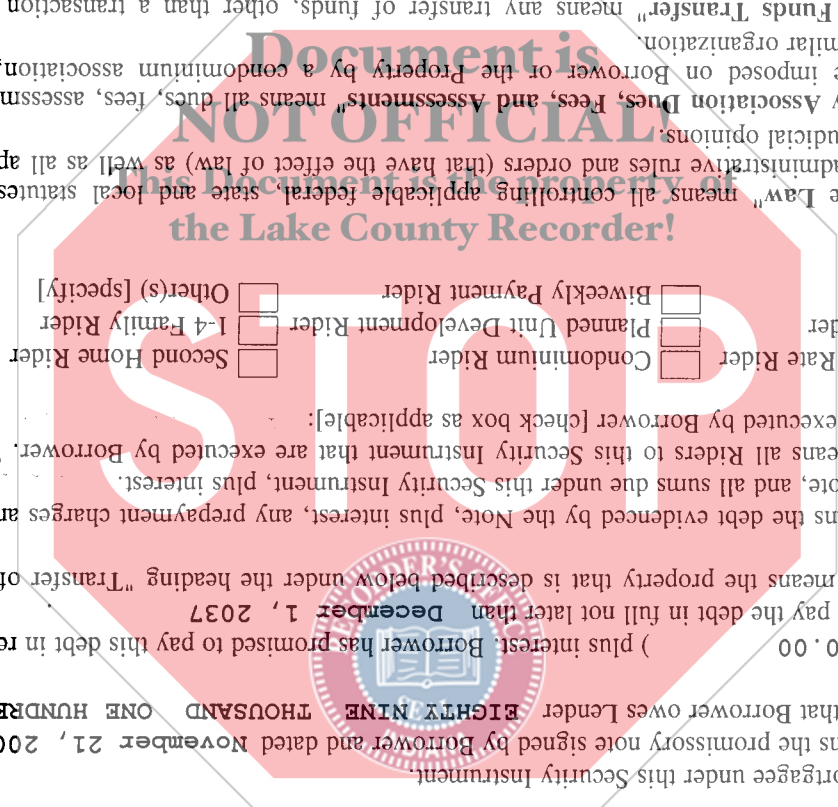 Document is
NOT OFFICIAL!
This Document is the property of
the Lake County Recorder!
STOP
RECORDER'S OFFICE
SEAL
INDIANA
ortgagee under this Security Instrument.
ns the promissory note signed by Borrower and dated November 21, 200
that Borrower owes Lender EIGHTY NINE THOUSAND ONE HUNDRE
0.00 ) plus interest. Borrower has promised to pay this debt in re
pay the debt in full not later than December 1, 2037 .
means the property that is described below under the heading "Transfer of
ns the debt evidenced by the Note, plus interest, any prepayment charges an
ote, and all sums due under this Security Instrument, plus interest.
eans all Riders to this Security Instrument that are executed by Borrower.
executed by Borrower [check box as applicable]:
Rate Rider Condominium Rider Second Home Rider
der Planned Unit Development Rider 1-4 Family Rider
Biweekly Payment Rider Other(s) [specify]
e Law" means all controlling applicable federal, state and local statutes
administrative rules and orders (that have the effect of law) as well as all ap
udicial opinions.
y Association Dues, Fees, and Assessments" means all dues, fees, assessm
e imposed on Borrower or the Property by a condominium association,
milar organization.
Funds Transfer" means any transfer of funds, other than a transaction